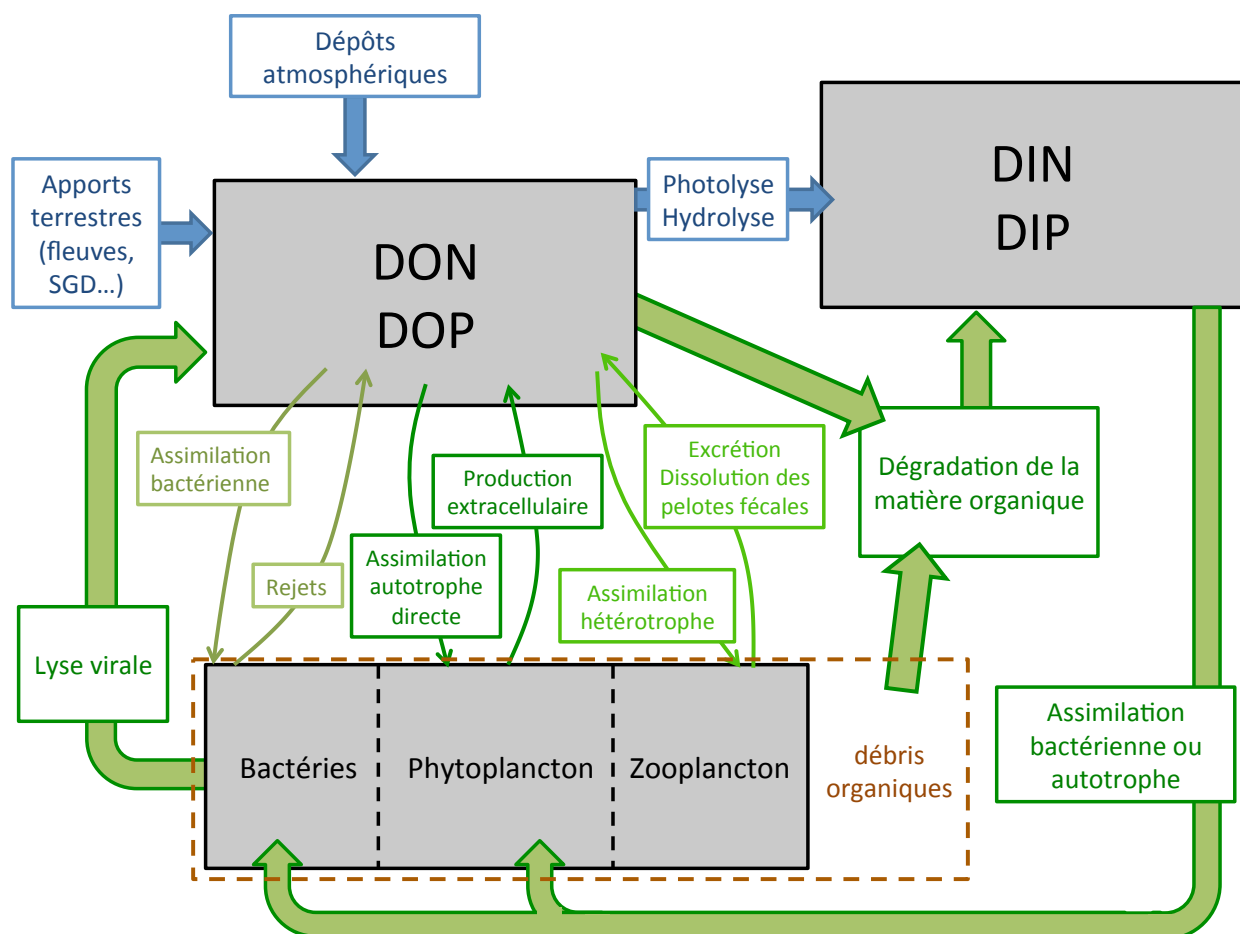 Dépôts
atmosphériques
Apports
terrestres
(fleuves,
SGD...)
DON
DOP
Photolyse
Hydrolyse
DIN
DIP
Assimilation
bactérienne
Rejets
Assimilation
autotrophe
directe
Production
extracellulaire
Assimilation
hétérotrophe
Excrétion
Dissolution des
pelotes fécales
Dégradation de la
matière organique
Lyse virale
Bactéries
Phytoplancton
Zooplancton
débris
organiques
Assimilation
bactérienne ou
autotrophe